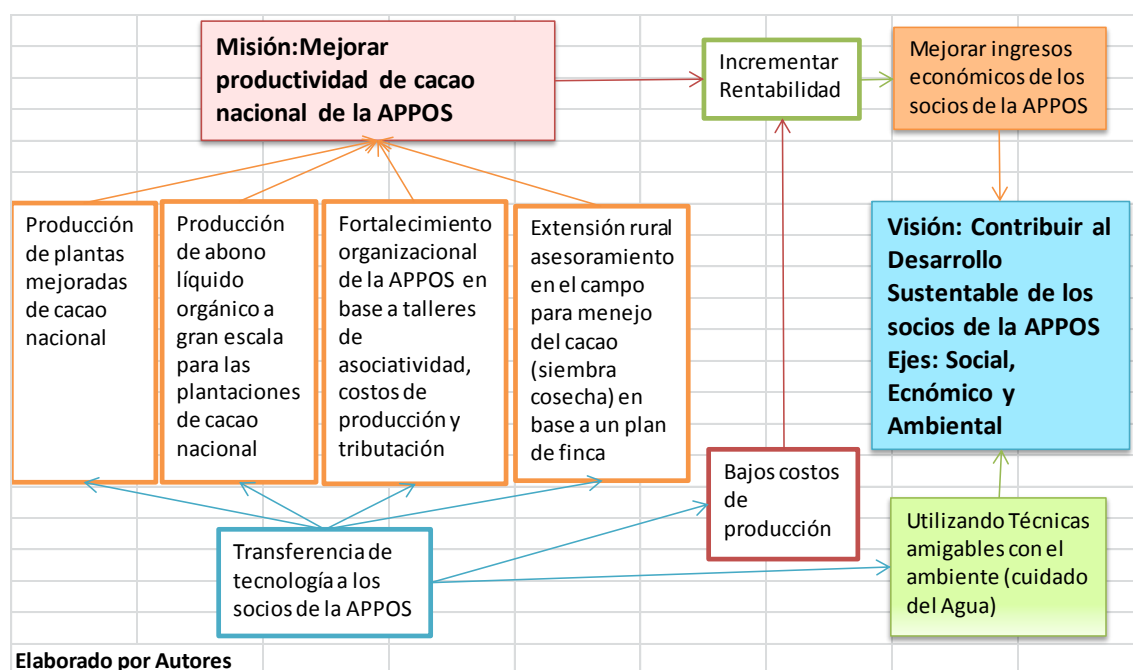 Misión:Mejorar
productividad de cacao
nacional de la APPOS
Incrementar
Rentabilidad
Mejorar ingresos
económicos de los
socios de la APPOS
Producción
de plantas
mejoradas
de cacao
nacional
Producción
de abono
líquido
orgánico a
gran escala
para las
plantaciones
de cacao
nacional
Fortalecimiento
organizacional
de la APPOS en
base a talleres
de
asociatividad,
costos de
producción y
tributación
Extensión rural
asesoramiento
en el campo
para menejo
del cacao
(siembra
cosecha) en
base a un plan
de finca
Visión: Contribuir al
Desarrollo
Sustentable de los
socios de la APPOS
Ejes: Social,
Ecnómico y
Ambiental
Bajos costos
de
producción
Transferencia de
tecnología a los
socios de la APPOS
Utilizando Técnicas
amigables con el
ambiente (cuidado
del Agua)
Elaborado por Autores